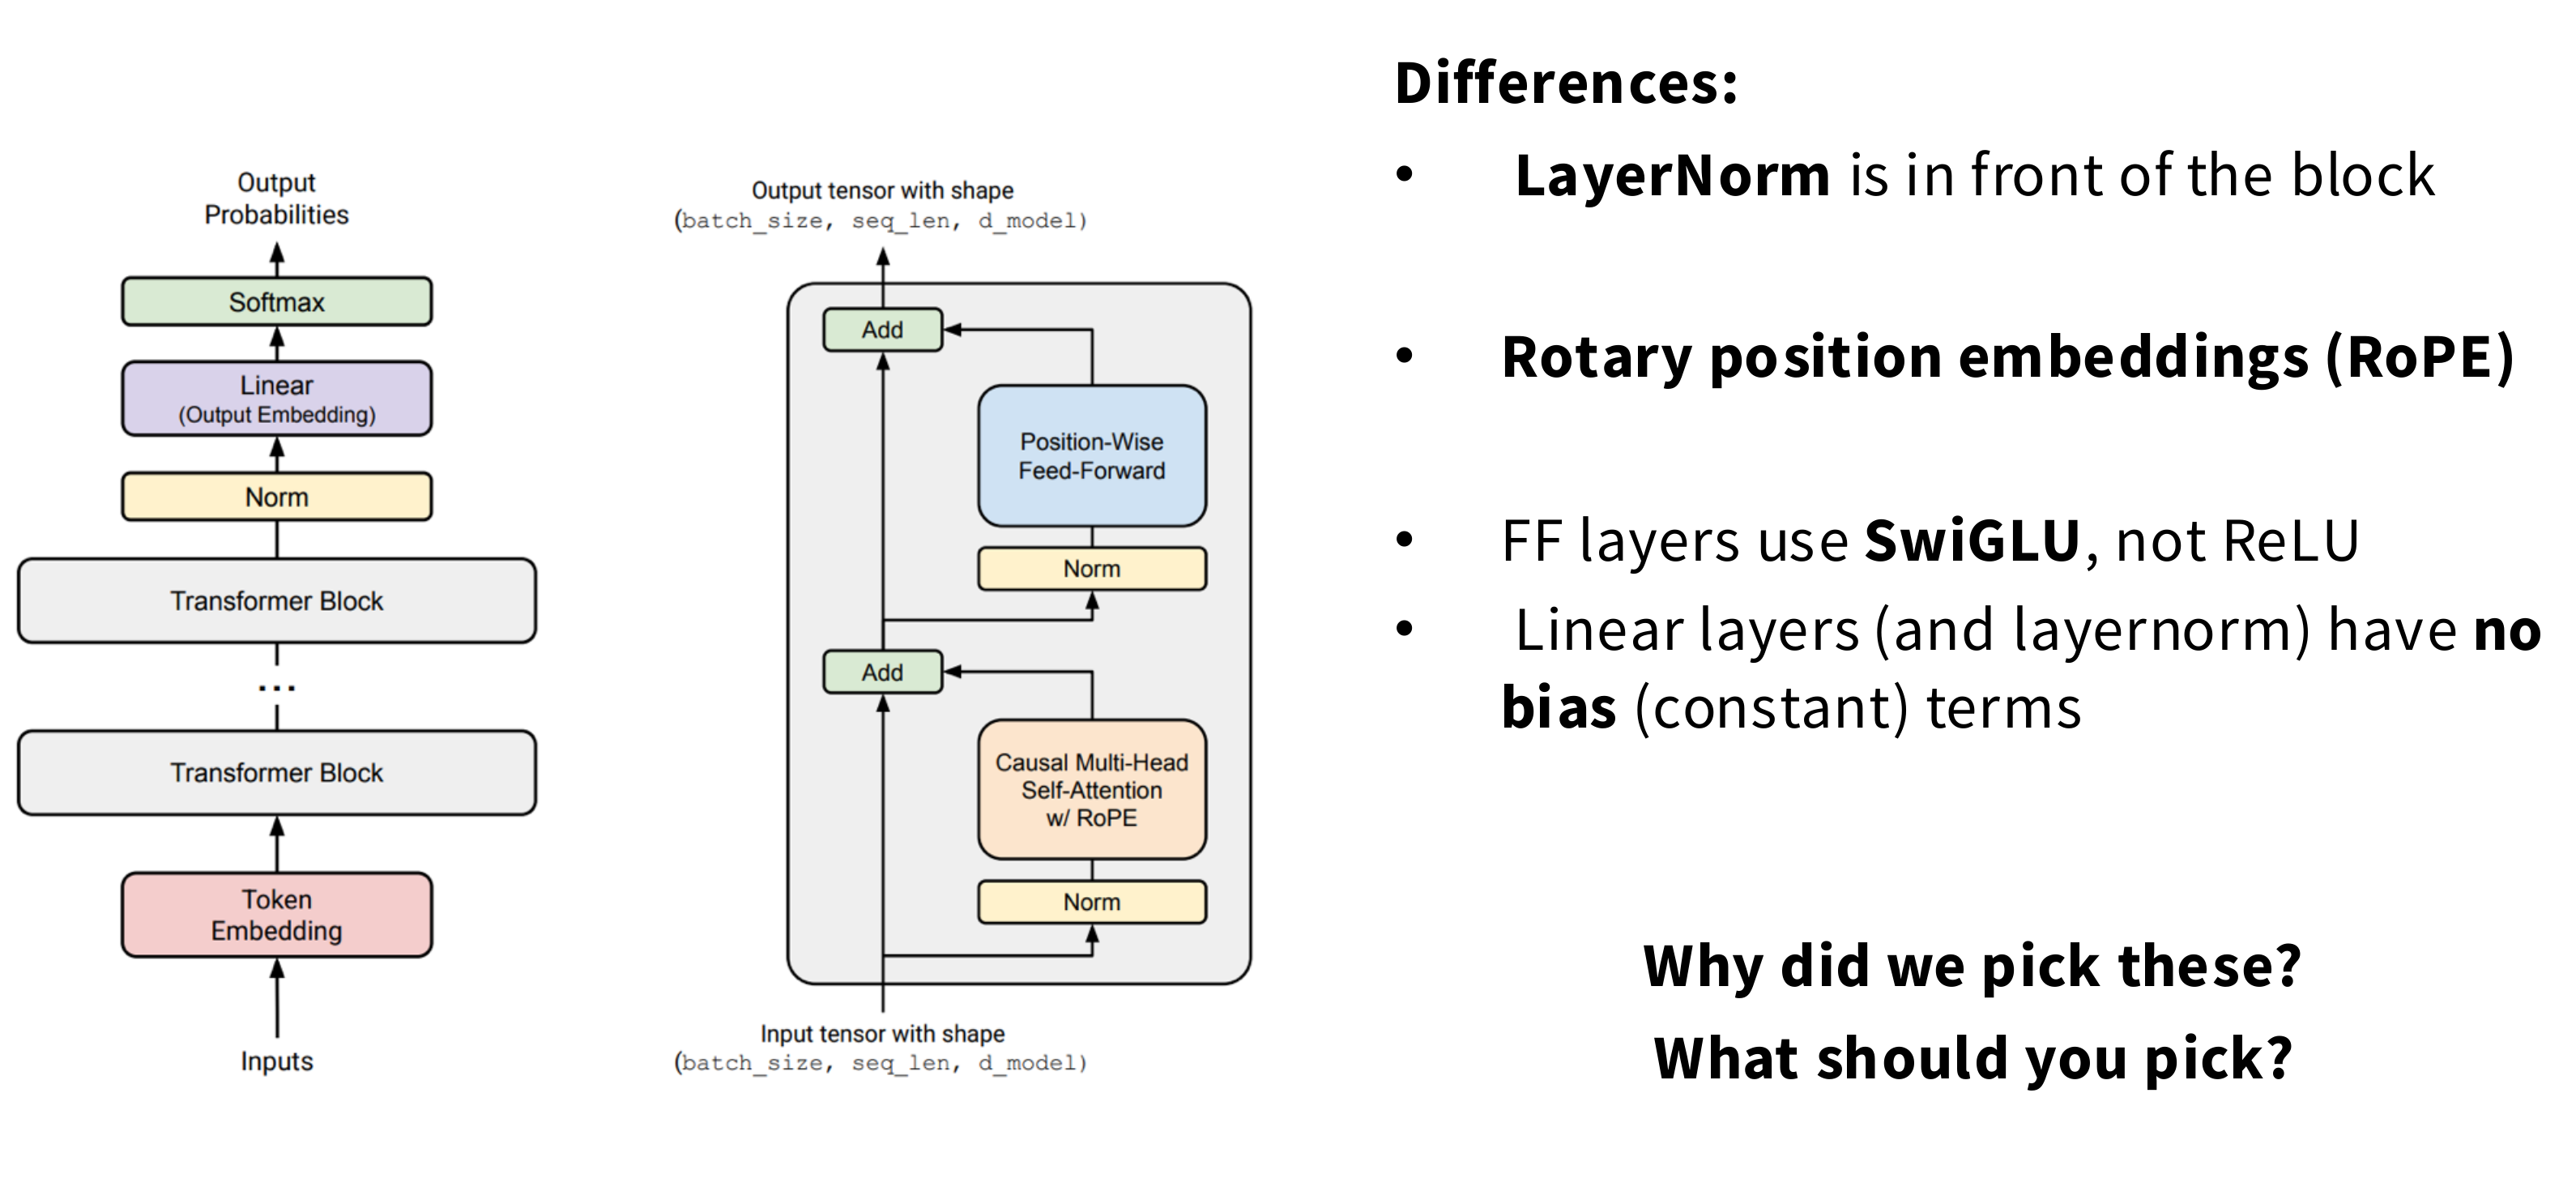 Output
Probabilities
Softmax
Linear
(Output Embedding)
Norm
Transformer Block
...
Transformer Block
Token
Embedding
Inputs
Output tensor with shape
(batch_size, seq_len, d_model)
Add
Position-Wise
Feed-Forward
Norm
Add
Causal Multi-Head
Self-Attention
w/ RoPE
Norm
Input tensor with shape
(batch_size, seq_len, d_model)
Differences:
• LayerNorm is in front of the block
• Rotary position embeddings (RoPE)
• FF layers use SwiGLU, not ReLU
• Linear layers (and layernorm) have no
bias (constant) terms
Why did we pick these?
What should you pick?